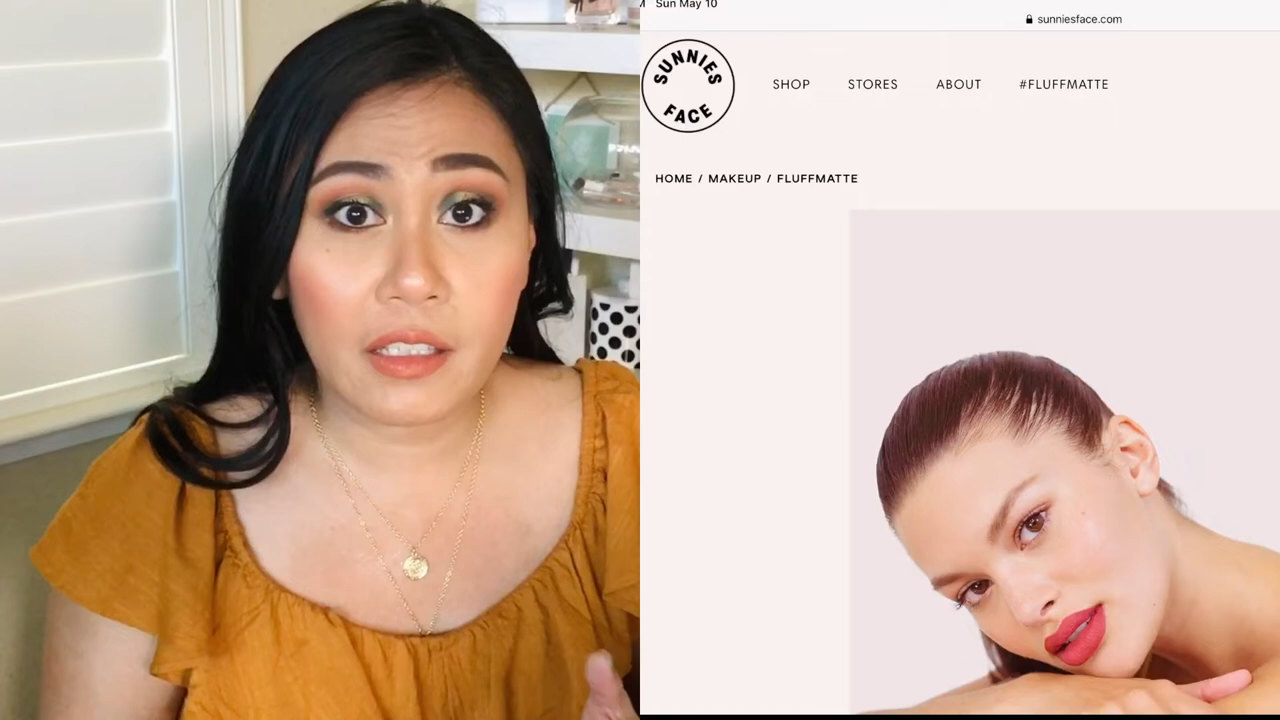 Sun May 10
sunniesface.com
SUNNIES
FACE
SHOP STORES ABOUT #FLUFFMATTE
HOME / MAKEUP / FLUFFMATTE